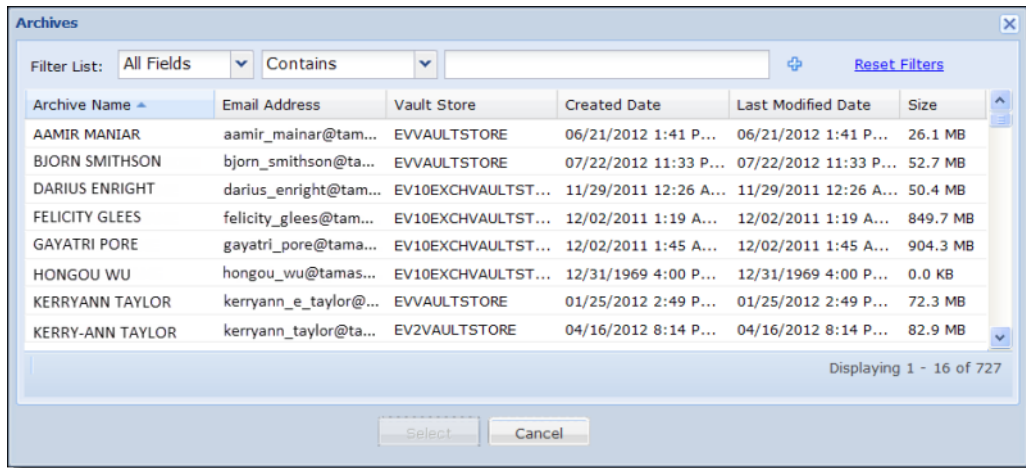 Archives
Filter List: All Fields Contains Reset Filters
Archive Name Email Address Vault Store Created Date Last Modified Date Size
AAMIR MANIAR aamir_mainar@tam... EVVAULTSTORE 06/21/2012 1:41 P... 06/21/2012 1:41 P... 26.1 MB
BJORN SMITHSON bjorn_smithson@ta... EVVAULTSTORE 07/22/2012 11:33 P... 07/22/2012 11:33 P... 52.7 MB
DARIUS ENRIGHT darius_enright@tam... EV10EXCHVAULTST... 11/29/2011 12:26 A... 11/29/2011 12:26 A... 50.4 MB
FELICITY GLEES felicity_glees@tam... EV10EXCHVAULTST... 12/02/2011 1:19 A... 12/02/2011 1:19 A... 849.7 MB
GAYATRI PORE gayatri_pore@tama... EV10EXCHVAULTST... 12/02/2011 1:45 A... 12/02/2011 1:45 A... 904.3 MB
HONGOU WU hongou_wu@tamas... EV10EXCHVAULTST... 12/31/1969 4:00 P... 12/31/1969 4:00 P... 0.0 KB
KERRYANN TAYLOR kerryann_e_taylor@... EVVAULTSTORE 01/25/2012 2:49 P... 01/25/2012 2:49 P... 72.3 MB
KERRY-ANN TAYLOR kerryann_taylor@ta... EV2VAULTSTORE 04/16/2012 8:14 P... 04/16/2012 8:14 P... 82.9 MB
Displaying 1 - 16 of 727
Select Cancel